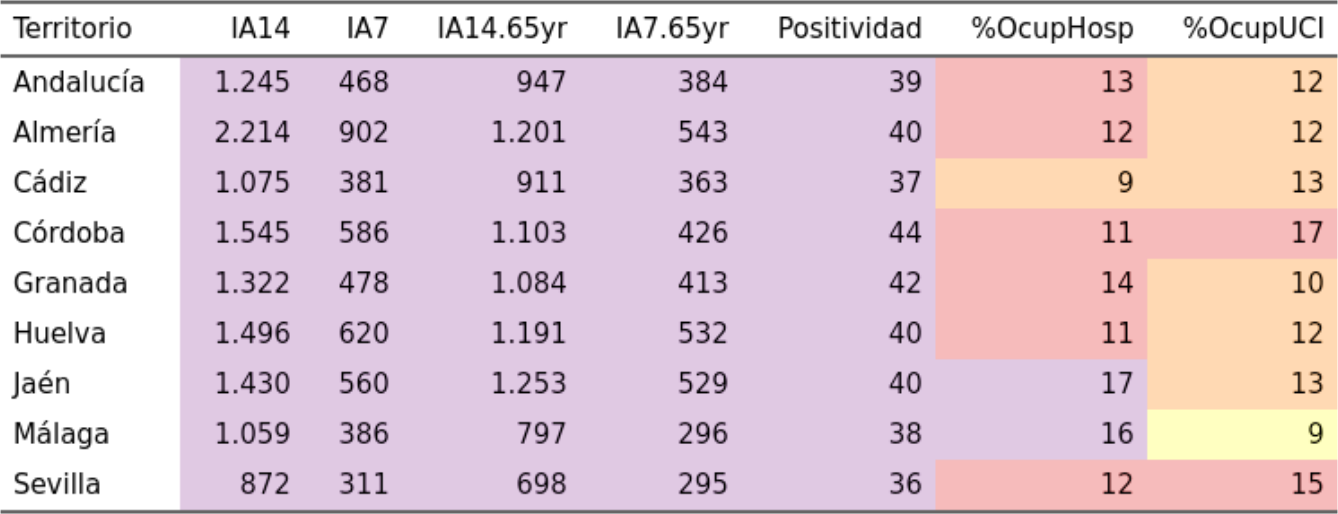 Territorio IA14 IA7 IA14.65yr IA7.65yr Positividad %OcupHosp %OcupUCI
Andalucía 1.245 468 947 384 39 13 12
Almería 2.214 902 1.201 543 40 12 12
Cádiz 1.075 381 911 363 37 9 13
Córdoba 1.545 586 1.103 426 44 11 17
Granada 1.322 478 1.084 413 42 14 10
Huelva 1.496 620 1.191 532 40 11 12
Jaén 1.430 560 1.253 529 40 17 13
Málaga 1.059 386 797 296 38 16 9
Sevilla 872 311 698 295 36 12 15